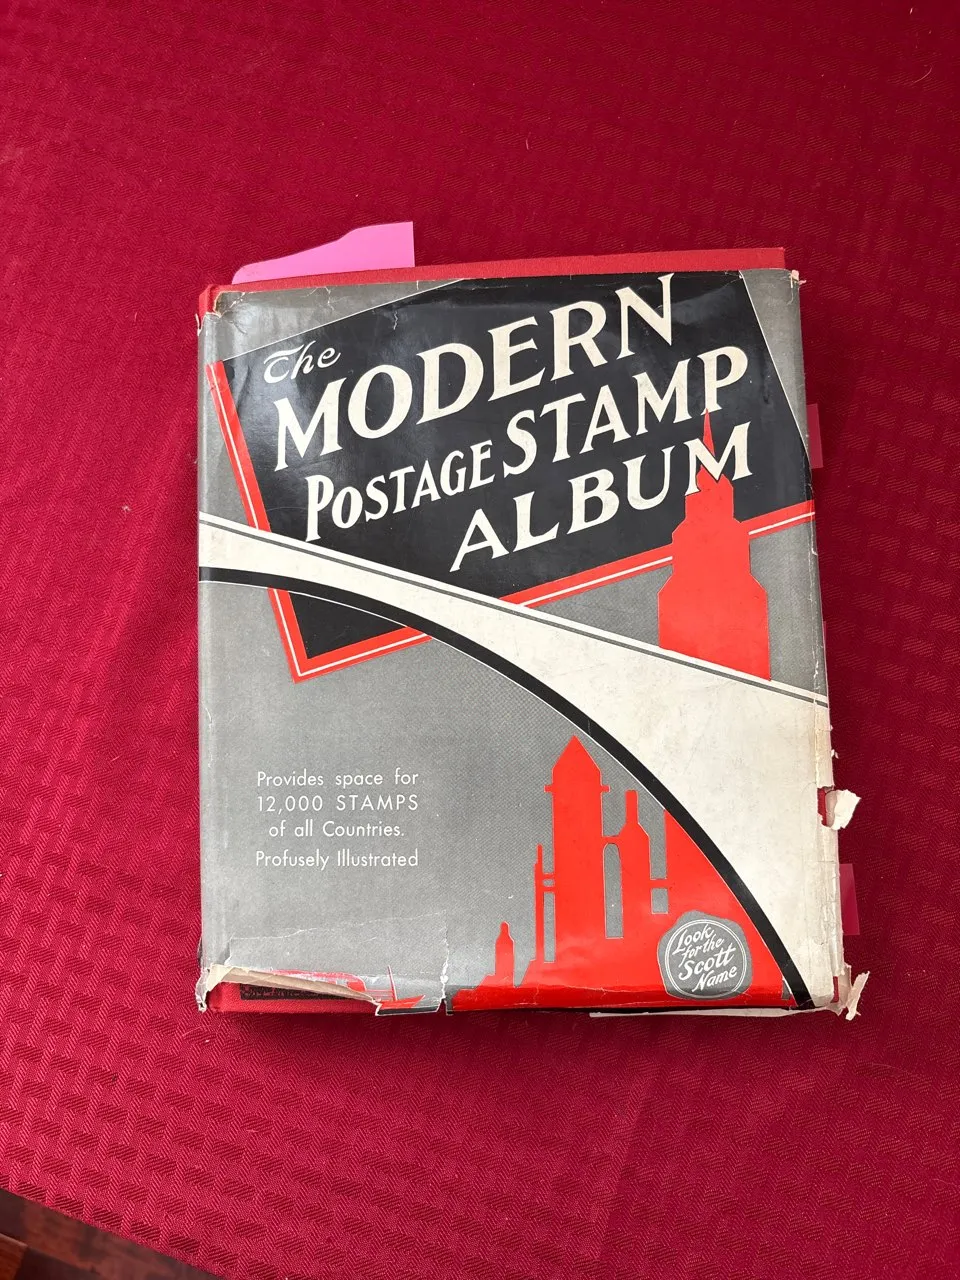 The
MODERN
POSTAGE STAMP
ALBUM
Provides space for
12,000 STAMPS
of all Countries.
Profusely Illustrated
Look
for the
Scott
Name